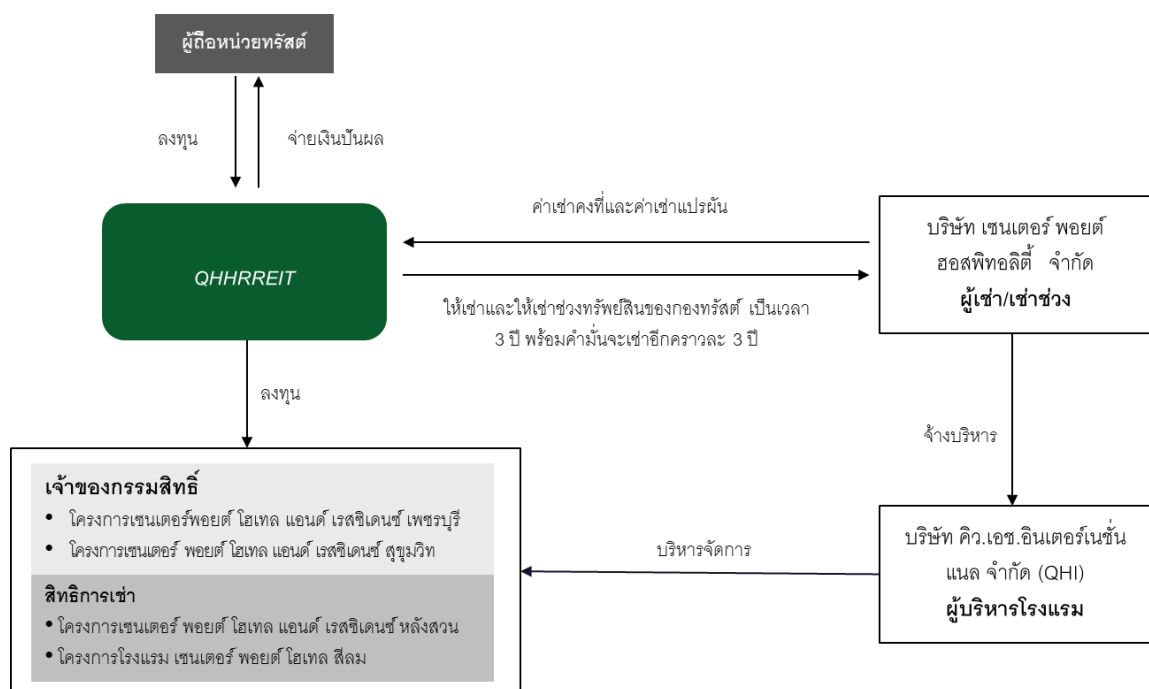 ผู้ถือหน่วยทรัสต์
ลงทุน
จ่ายเงินปันผล
QHHRREIT
ค่าเช่าคงที่และค่าเช่าแปรผัน
ให้เช่าและให้เช่าช่วงทรัพย์สินของกองทรัสต์ เป็นเวลา
3 ปี พร้อมคำมั่นจะเช่าอีกคราวละ 3 ปี
บริษัท เซนเตอร์ พอยต์
ฮอสพิทอลิตี้ จำกัด
ผู้เช่า/เช่าช่วง
ลงทุน
จ้างบริหาร
เจ้าของกรรมสิทธิ์
• โครงการเซนเตอร์พอยต์ โฮเทล แอนด์ เรสซิเดนซ์ เพชรบุรี
• โครงการเซนเตอร์ พอยต์ โฮเทล แอนด์ เรสซิเดนซ์ สุขุมวิท
สิทธิการเช่า
• โครงการเซนเตอร์ พอยต์ โฮเทล แอนด์ เรสซิเดนซ์ หลังสวน
• โครงการโรงแรม เซนเตอร์ พอยต์ โฮเทล สีลม
บริหารจัดการ
บริษัท คิว.เอช.อินเตอร์เนชั่น
แนล จำกัด (QHI)
ผู้บริหารโรงแรม